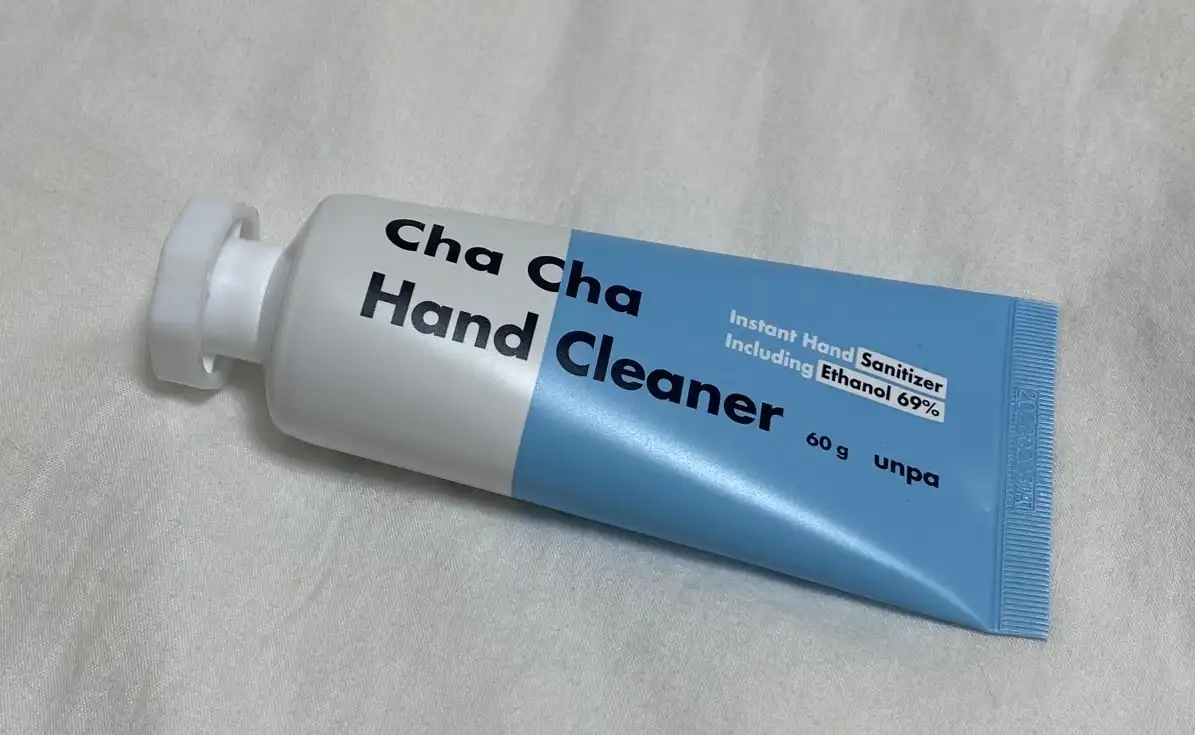 Cha Cha
Hand Cleaner
Instant Hand Sanitizer
Including Ethanol 69%
60 g unpa